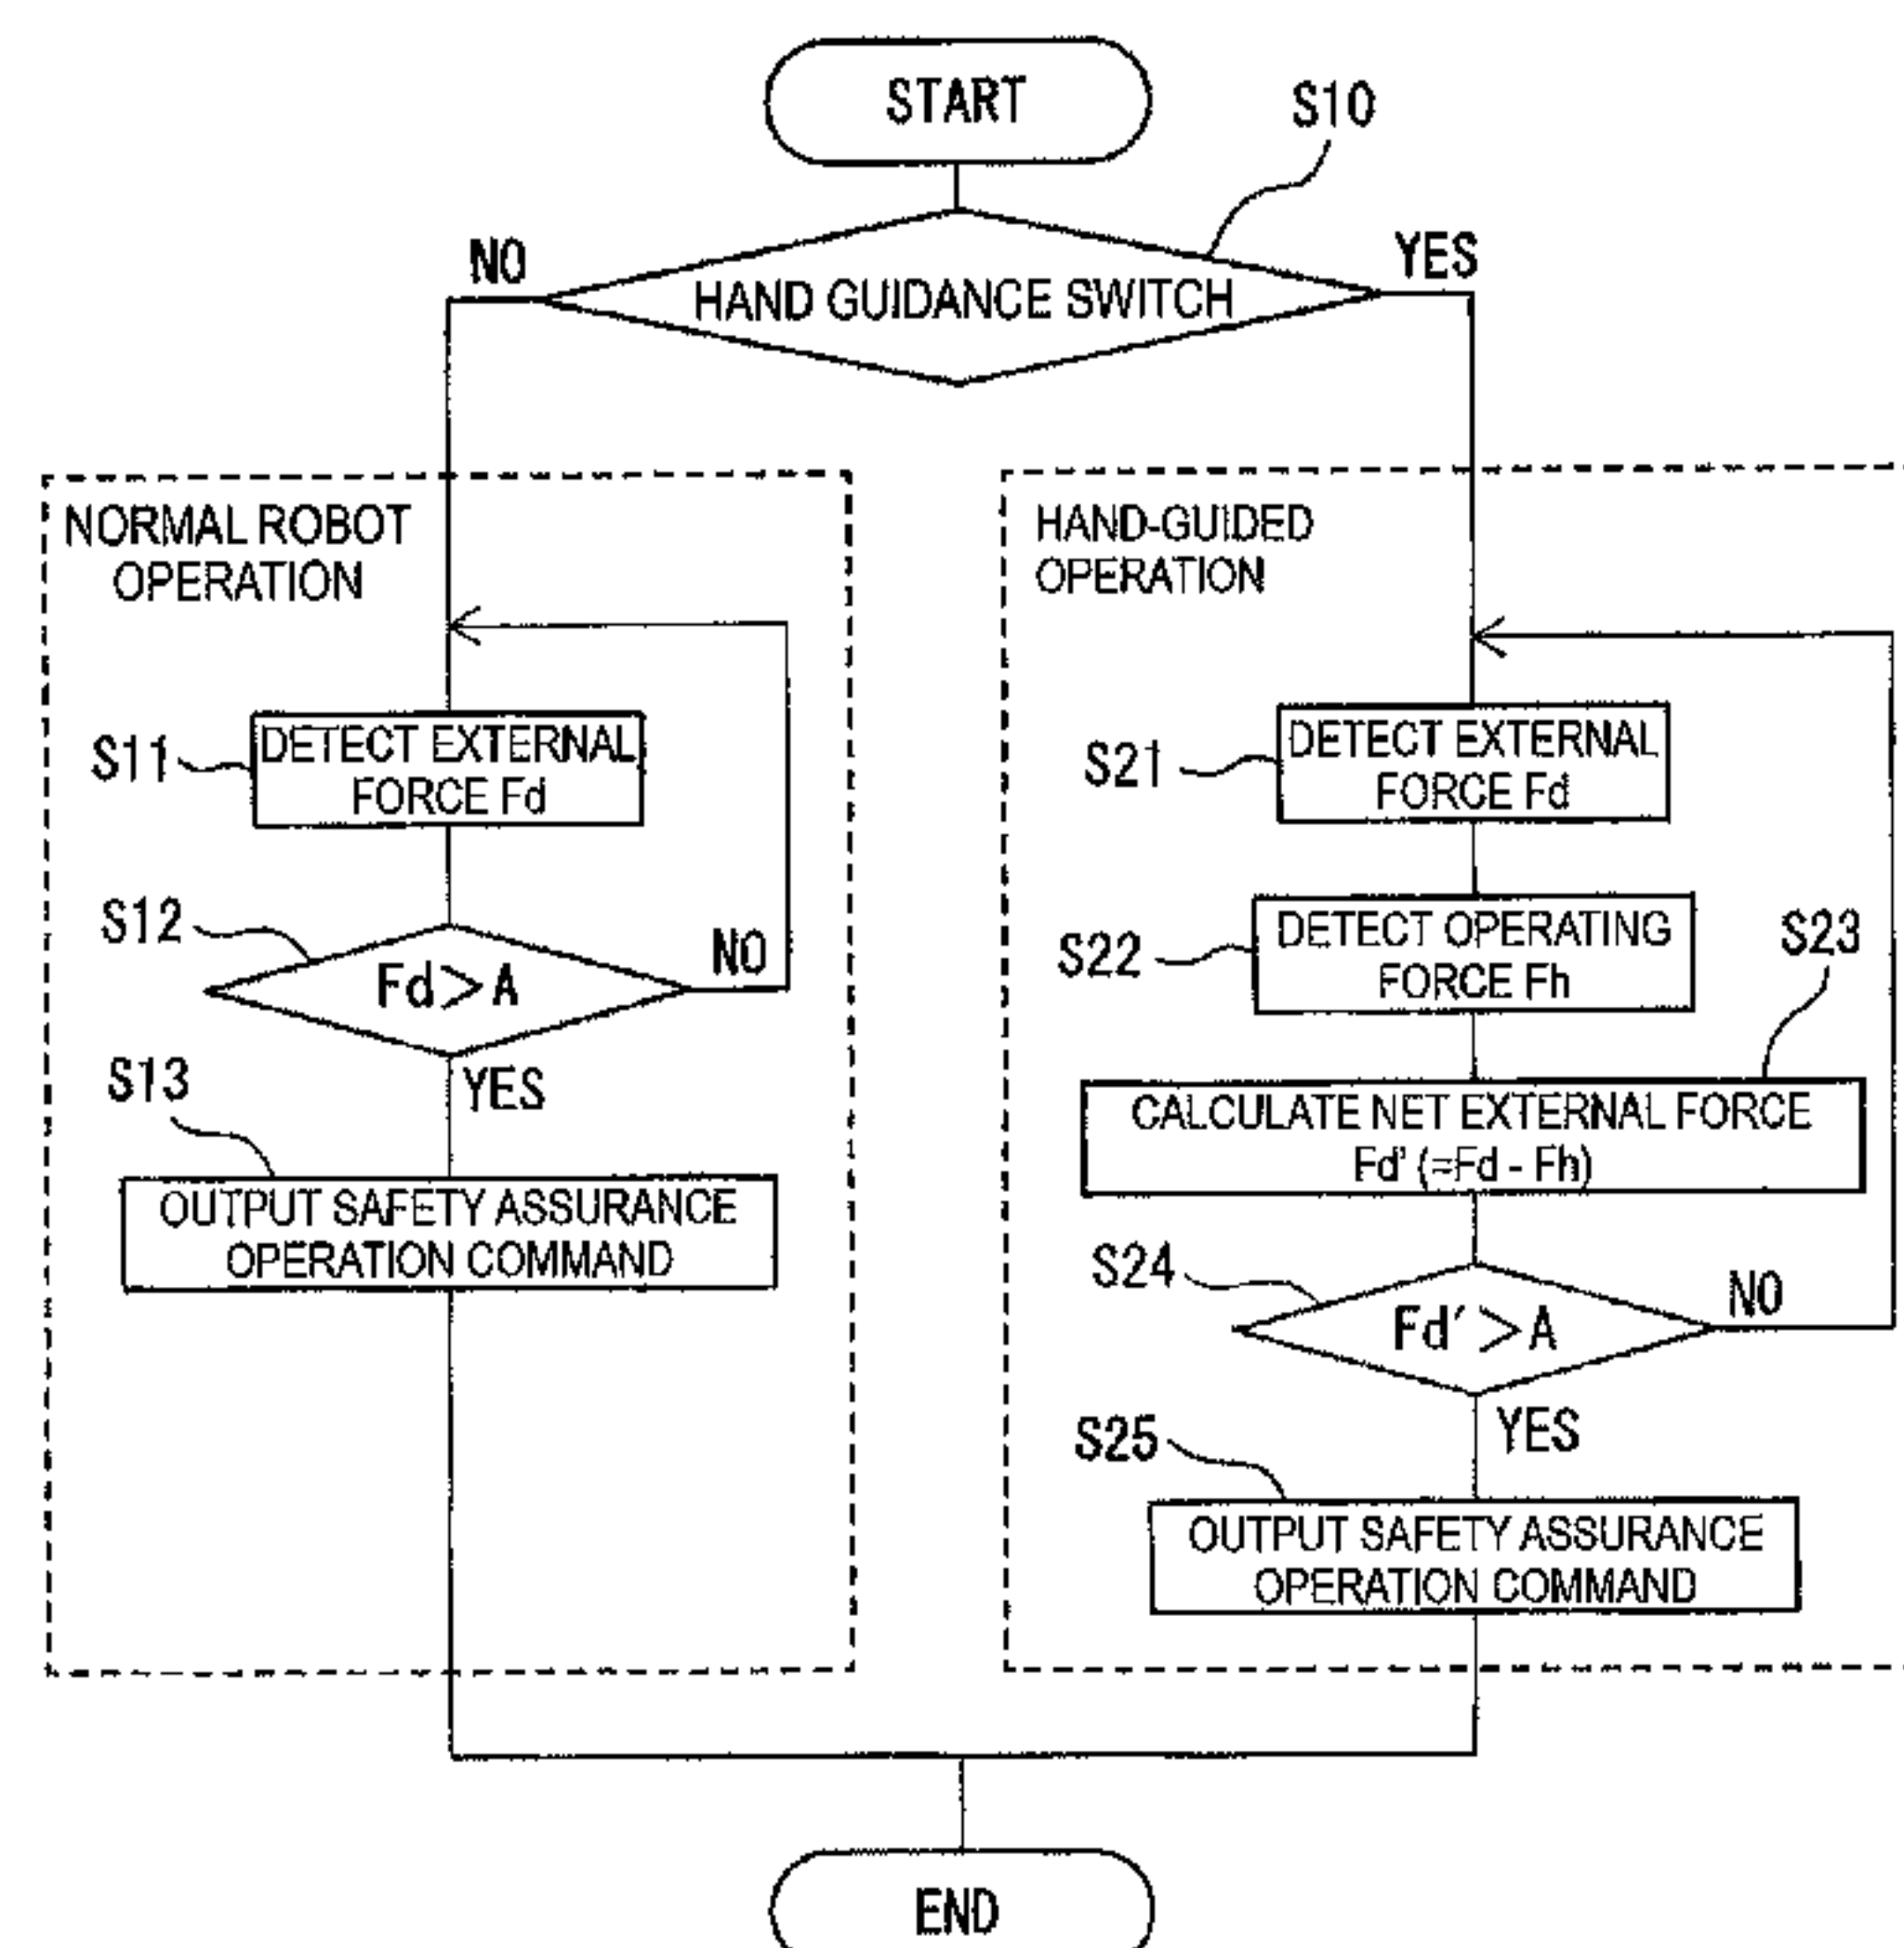 START
S10
NO
YES
HAND GUIDANCE SWITCH
NORMAL ROBOT
OPERATION
S11
DETECT EXTERNAL
FORCE Fd
S12
Fd>A
NO
YES
S13
OUTPUT SAFETY ASSURANCE
OPERATION COMMAND
HAND-GUIDED
OPERATION
S21
DETECT EXTERNAL
FORCE Fd
S22
DETECT OPERATING
FORCE Fh
S23
CALCULATE NET EXTERNAL FORCE
Fd' (=Fd - Fh)
S24
Fd'>A
NO
YES
S25
OUTPUT SAFETY ASSURANCE
OPERATION COMMAND
END